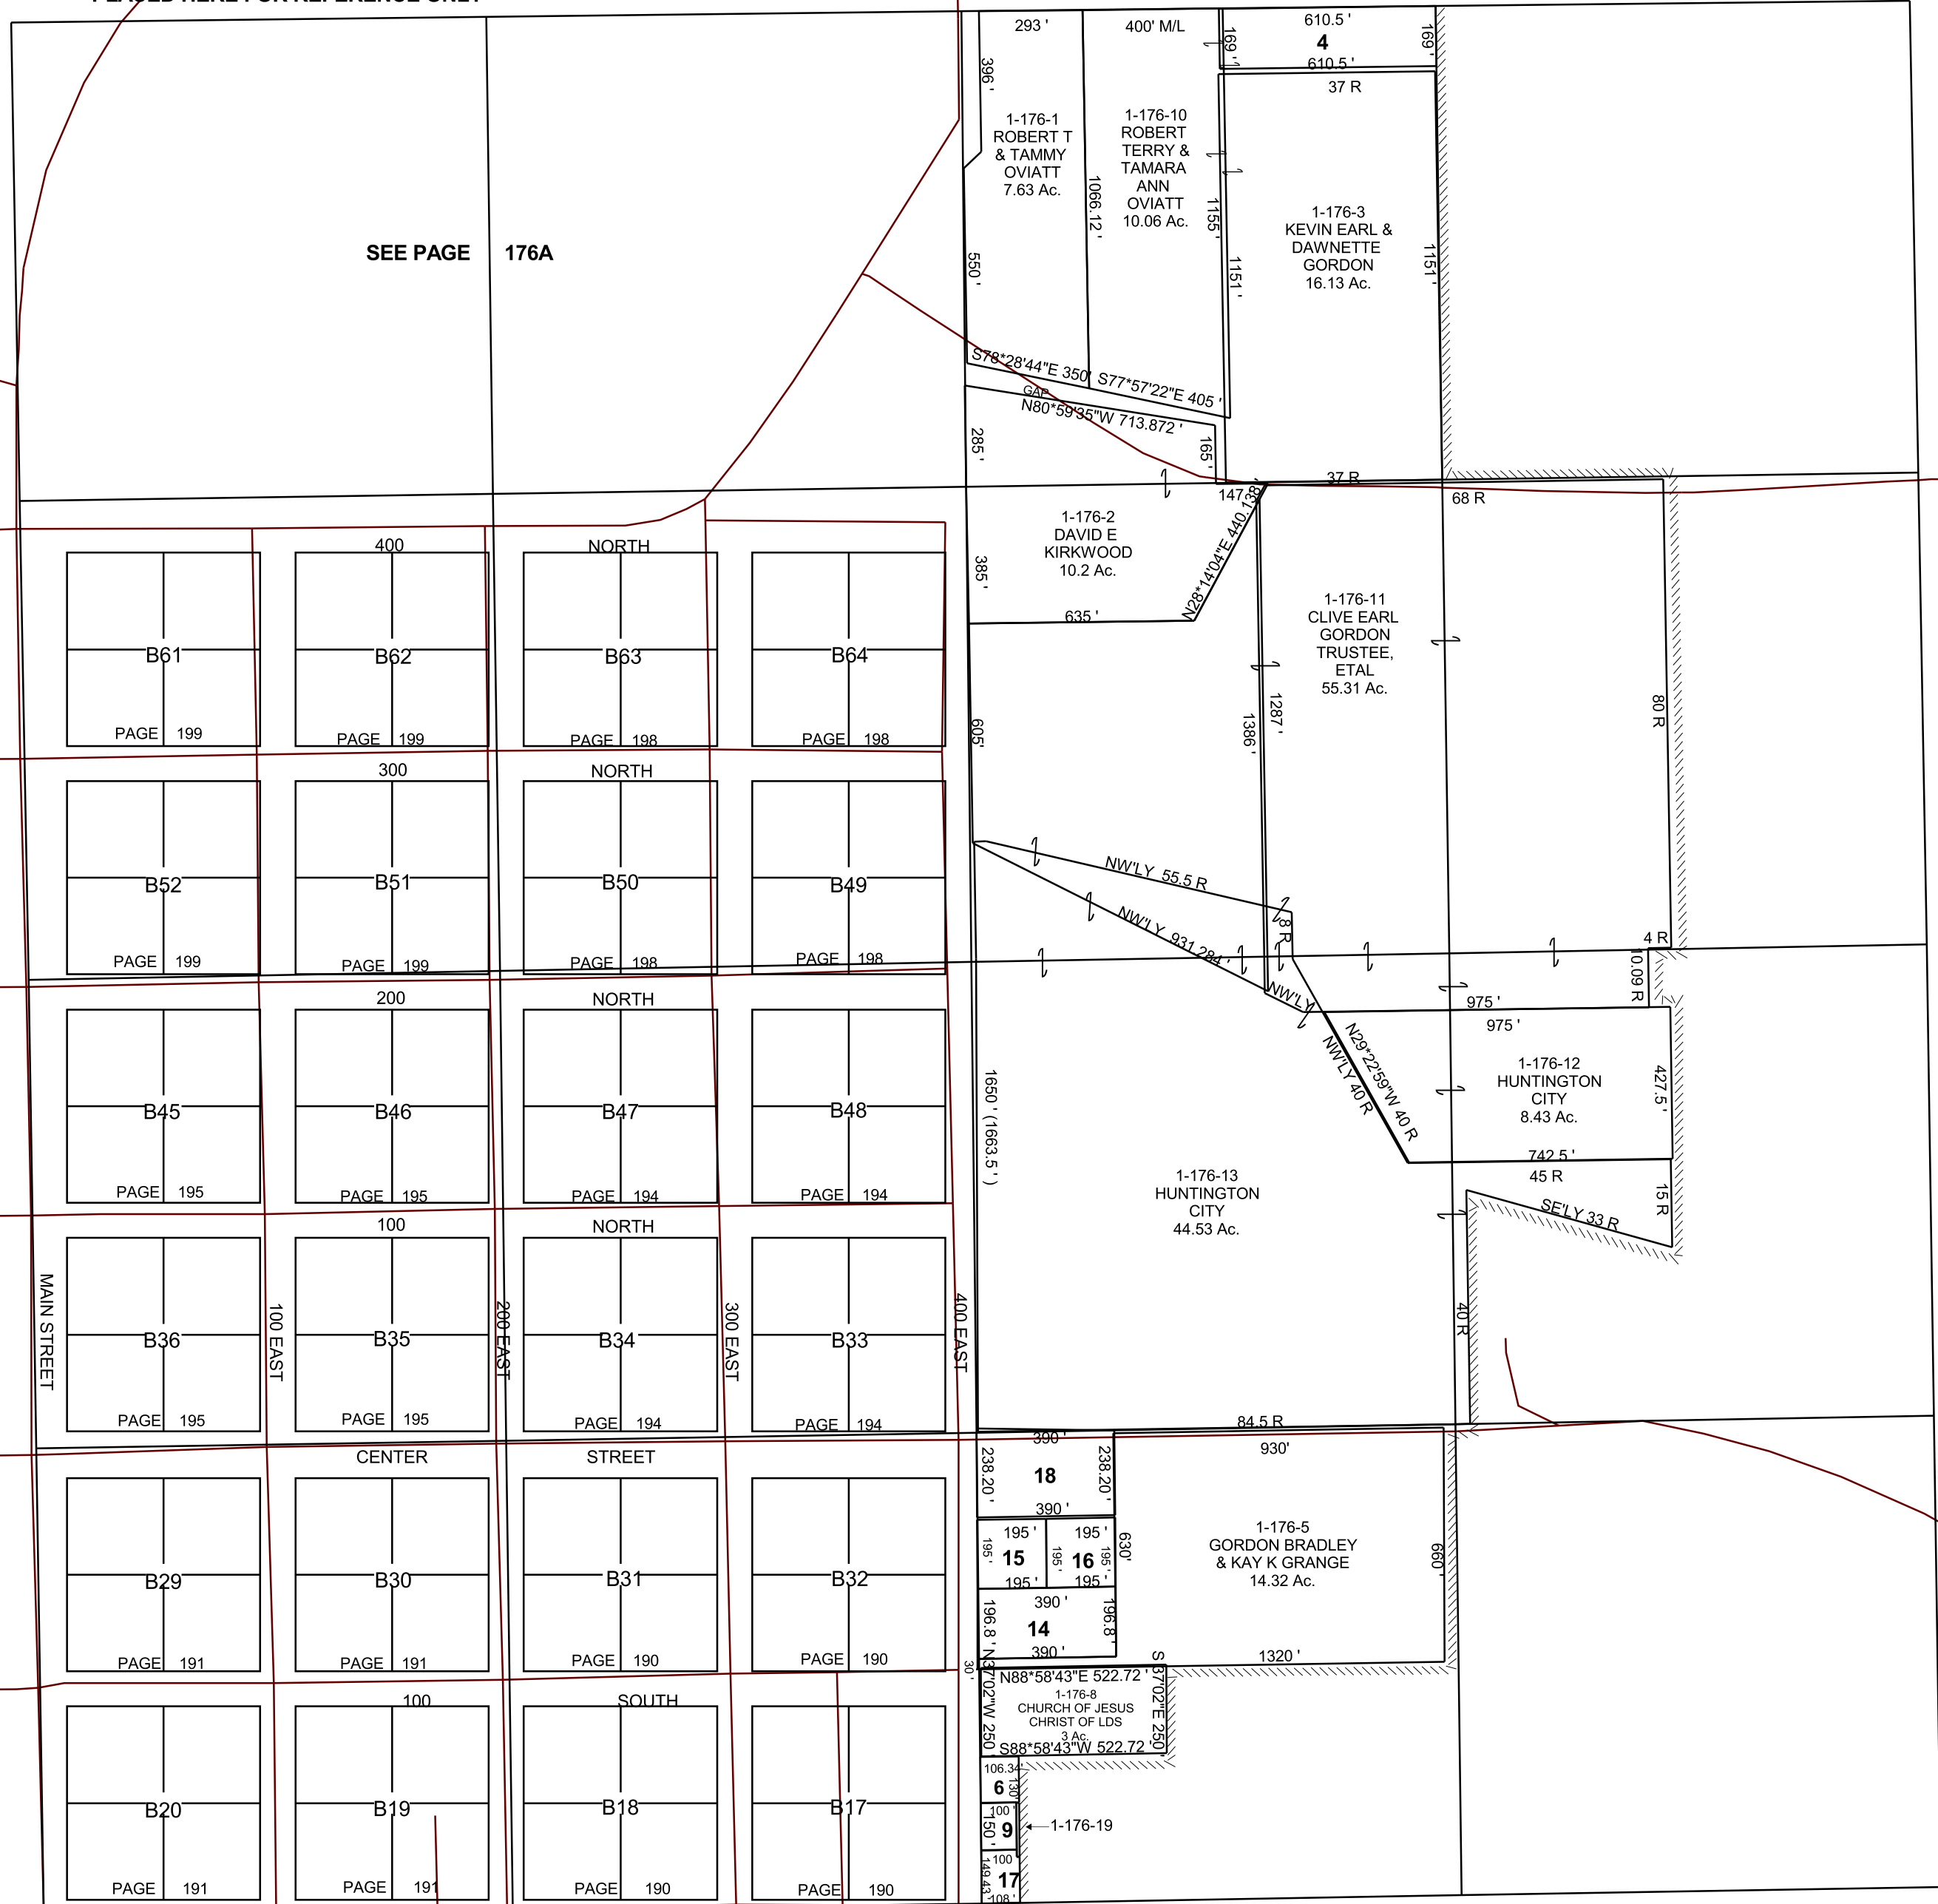 293 '
400' M/L
610.5 '
4
169 '
169 '
610.5 '
37 R
396 '
1-176-1
ROBERT T
& TAMMY
OVIATT
7.63 Ac.
1-176-10
ROBERT
TERRY &
TAMARA
ANN
OVIATT
10.06 Ac.
1066.12 '
1155 '
1151 '
1-176-3
KEVIN EARL &
DAWNETTE
GORDON
16.13 Ac.
1151 '
SEE PAGE 176A
550 '
S78*28'44"E 350'
S77*57'22"E 405 '
GAP
N80*59'35"W 713.872 '
285 '
165 '
147
37 R
68 R
1-176-2
DAVID E
KIRKWOOD
10.2 Ac.
385 '
N28*14'04"E 440.138 '
635 '
1-176-11
CLIVE EARL
GORDON
TRUSTEE,
ETAL
55.31 Ac.
605'
1386 '
1287 '
80 R
400 NORTH
B61
PAGE 199
B62
PAGE 199
B63
PAGE 198
B64
PAGE 198
300 NORTH
B52
PAGE 199
B51
PAGE 199
B50
PAGE 198
B49
PAGE 198
NW'LY 55.5 R
NW'LY 931.284 '
8 R
NW'LY
4 R
10.09 R
975 '
975 '
200 NORTH
B45
PAGE 195
B46
PAGE 195
B47
PAGE 194
B48
PAGE 194
1650 ' (1663.5 ' )
N29*22'59"W 40 R
NW'LY 40 R
1-176-12
HUNTINGTON
CITY
8.43 Ac.
427.5 '
742.5 '
45 R
15 R
SE'LY 33 R
1-176-13
HUNTINGTON
CITY
44.53 Ac.
100 NORTH
MAIN STREET
100 EAST
200 EAST
300 EAST
400 EAST
40 R
B36
PAGE 195
B35
PAGE 195
B34
PAGE 194
B33
PAGE 194
84.5 R
CENTER STREET
390 '
930'
238.20 '
18
238.20 '
390 '
B29
PAGE 191
B30
PAGE 191
B31
PAGE 190
B32
PAGE 190
195 '
195 '
195 '
15
195 '
16
195 '
195 '
195 '
630'
1-176-5
GORDON BRADLEY
& KAY K GRANGE
14.32 Ac.
660'
390 '
196.8 '
14
196.8 '
390 '
1320 '
30 '
100 SOUTH
N88*58'43"E 522.72 '
1-176-8
CHURCH OF JESUS
CHRIST OF LDS
3 Ac.
S88*58'43"W 522.72 '
B20
PAGE 191
B19
PAGE 191
B18
PAGE 190
B17
PAGE 190
106.34'
6
130'
100 '
150 '
9
1-176-19
100
149.43 '
17
108 '